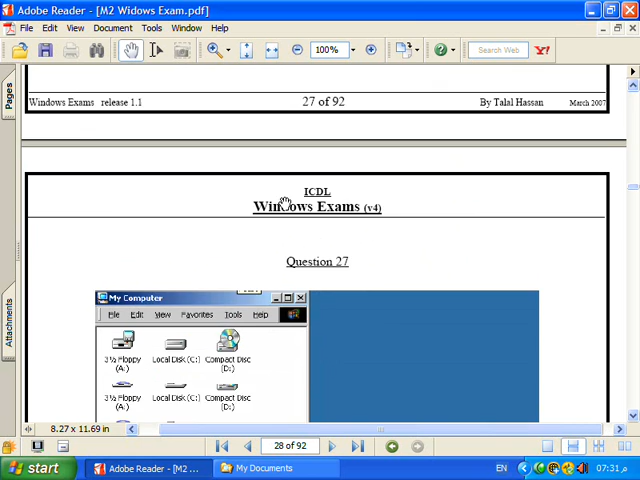 Adobe Reader - [M2 Widows Exam.pdf]
File Edit View Document Tools Window Help
100% Search Web Y!
Pages
Windows Exams release 1.1 27 of 92 By Talal Hassan March 2007
ICDL
Windows Exams (v4)
Question 27
My Computer
File Edit View Favorites Tools Help
3½ Floppy (A:) Local Disk (C:) Compact Disc (D:)
3½ Floppy (A:) Local Disk (C:) Compact Disc (D:)
Attachments
8.27 x 11.69 in
28 of 92
start Adobe Reader - [M2 ... My Documents EN 07:31 م